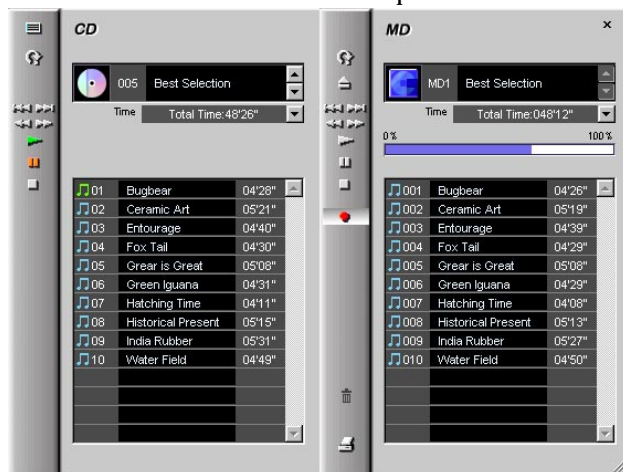 CD
005 Best Selection
Time Total Time:48'26"
01 Bugbear 04'28"
02 Ceramic Art 05'21"
03 Entourage 04'40"
04 Fox Tail 04'30"
05 Grear is Great 05'08"
06 Green Iguana 04'31"
07 Hatching Time 04'11"
08 Historical Present 05'15"
09 India Rubber 05'31"
10 Water Field 04'49"
MD
MD1 Best Selection
Time Total Time:048'12"
0% 100%
001 Bugbear 04'26"
002 Ceramic Art 05'19"
003 Entourage 04'39"
004 Fox Tail 04'29"
005 Grear is Great 05'08"
006 Green Iguana 04'29"
007 Hatching Time 04'08"
008 Historical Present 05'13"
009 India Rubber 05'27"
010 Water Field 04'50"